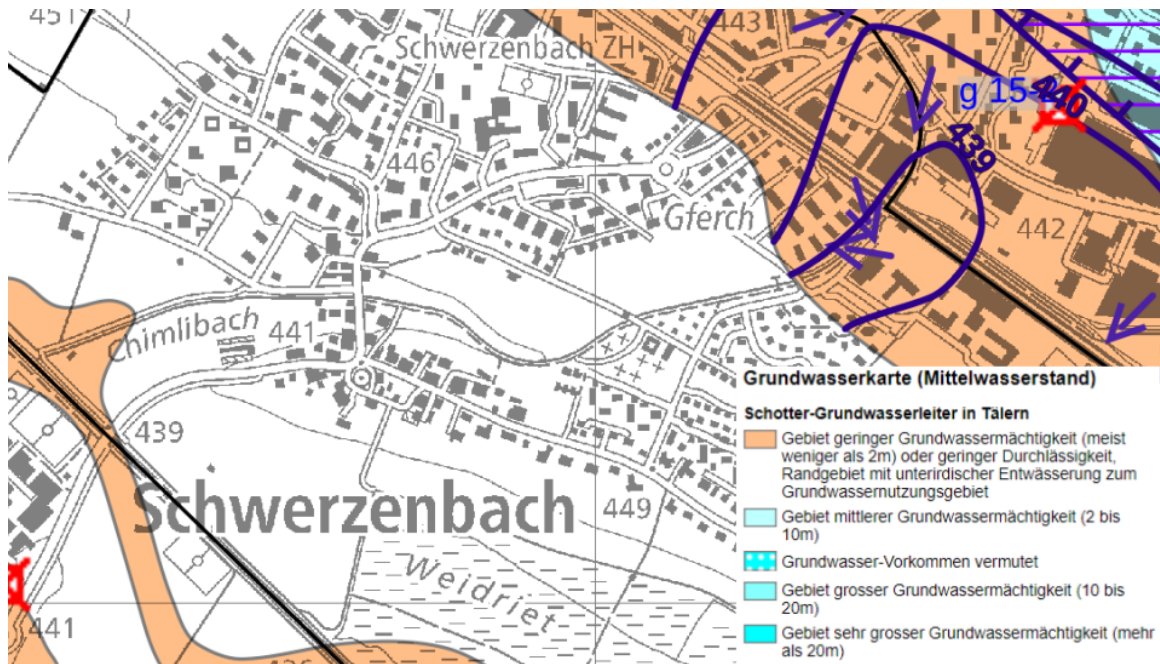 451
443
Schwerzenbach ZH
g 15-
440
439
446
Gferch
442
Chimlibach
441
439
Schwerzenbach
449
Weidriet
441
Grundwasserkarte (Mittelwasserstand)
Schotter-Grundwasserleiter in Tälern
Gebiet geringer Grundwassermächtigkeit (meist
weniger als 2m) oder geringer Durchlässigkeit,
Randgebiet mit unterirdischer Entwässerung zum
Grundwassernutzungsgebiet
Gebiet mittlerer Grundwassermächtigkeit (2 bis
10m)
Grundwasser-Vorkommen vermutet
Gebiet grosser Grundwassermächtigkeit (10 bis
20m)
Gebiet sehr grosser Grundwassermächtigkeit (mehr
als 20m)